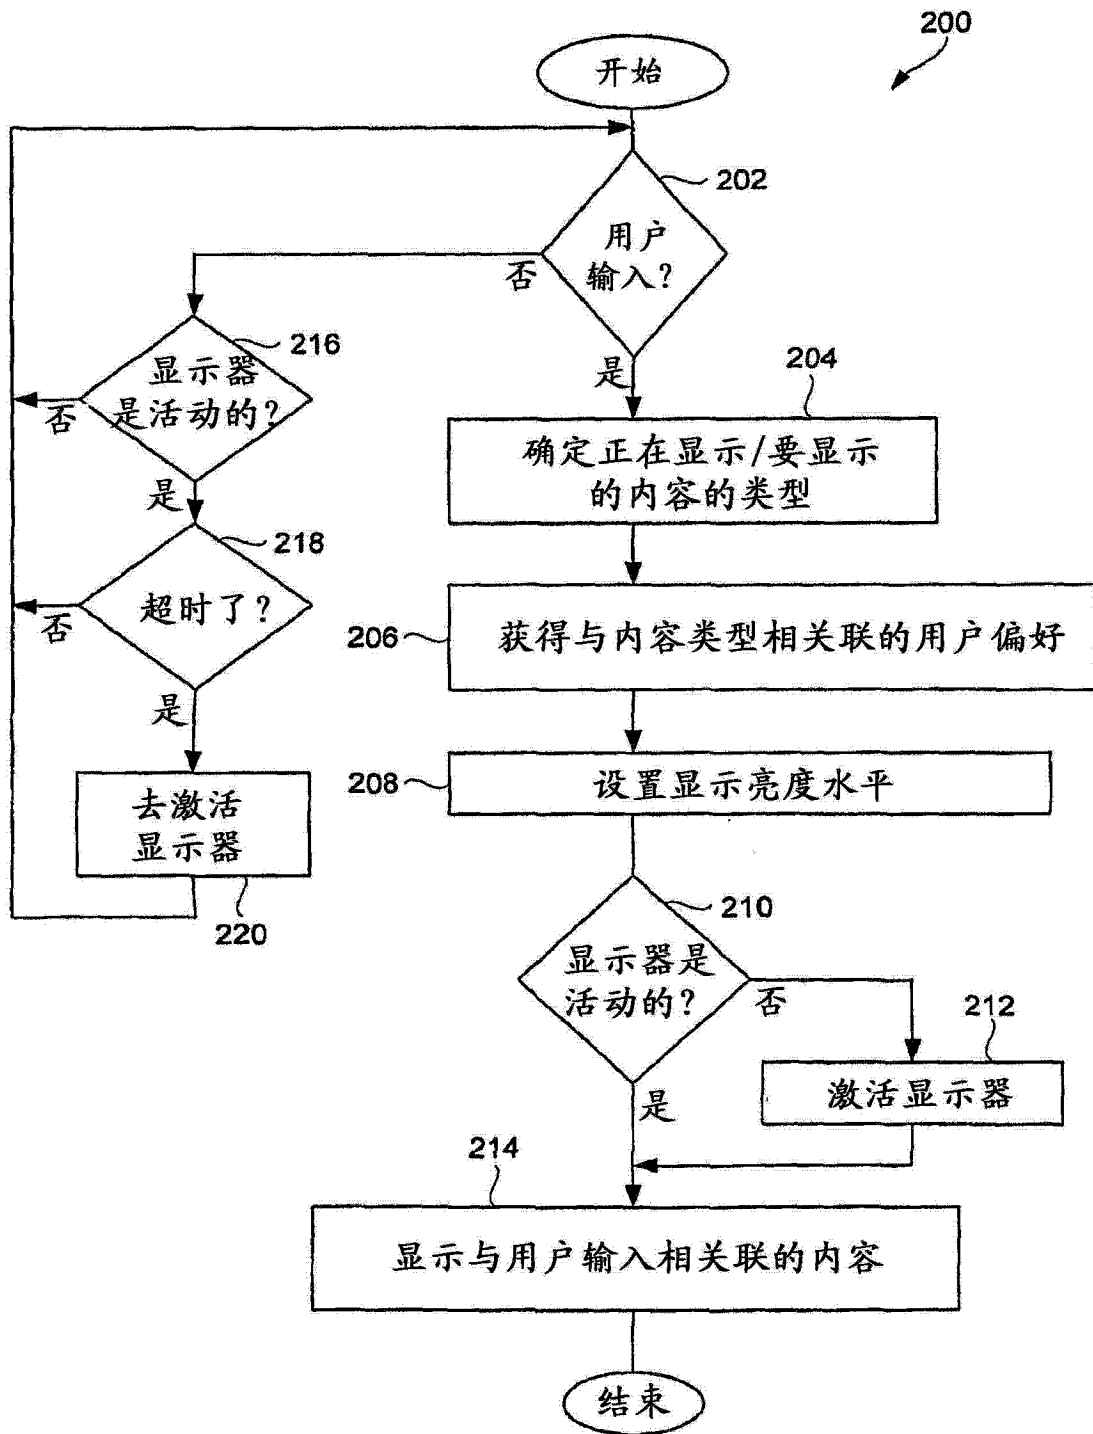 200
开始
202
用户
输入?
否
是
216
显示器
是活动的?
否
是
204
确定正在显示/要显示
的内容的类型
218
超时了?
否
是
206
获得与内容类型相关联的用户偏好
208
设置显示亮度水平
去激活
显示器
220
210
显示器是
活动的?
否
是
212
激活显示器
214
显示与用户输入相关联的内容
结束